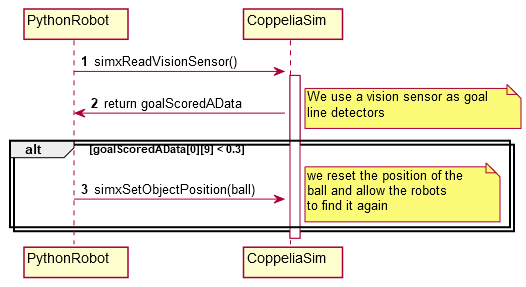 PythonRobot CoppeliaSim
1 simxReadVisionSensor()
2 return goalScoredAData
We use a vision sensor as goal
line detectors
alt [goalScoredAData[0][9] < 0.3]
3 simxSetObjectPosition(ball)
we reset the position of the
ball and allow the robots
to find it again
PythonRobot CoppeliaSim